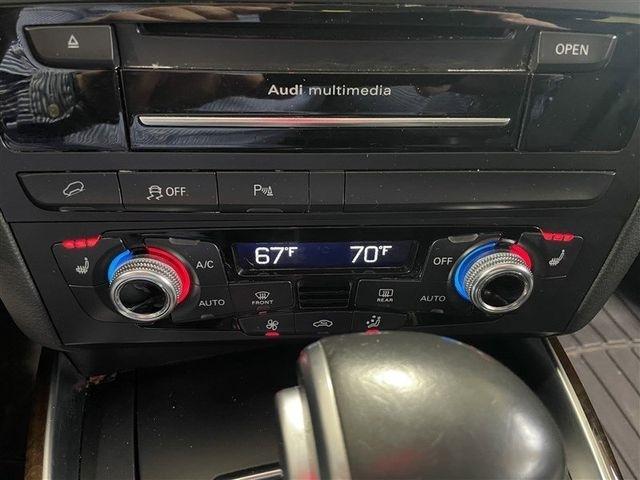 OPEN
Audi multimedia
OFF
P
67°F 70°F
A/C
OFF
AUTO
FRONT
REAR
AUTO